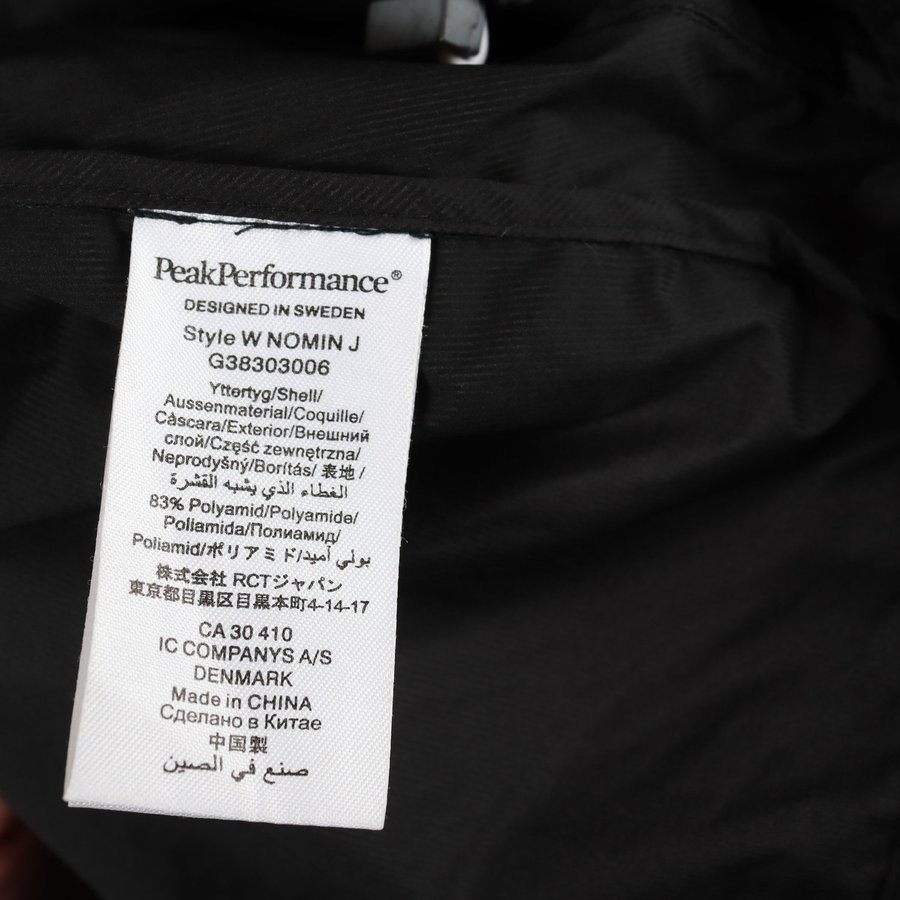 PeakPerformance®
DESIGNED IN SWEDEN
Style W NOMIN J
G38303006
Yttertyg/Shell/
Aussenmaterial/Coquille/
Cáscara/Exterior/Внешний
слой/Część zewnętrzna/
Neprodyšný/Borítás/ 表地 /
الغطاء الذي يشبه القشرة
83% Polyamid/Polyamide/
Poliamida/Полиамид/
Poliamid/ポリアミド/بولي أميد
株式会社 RCTジャパン
東京都目黒区目黒本町4-14-17
CA 30 410
IC COMPANYS A/S
DENMARK
Made in CHINA
Сделано в Китае
中国製
صنع في الصين